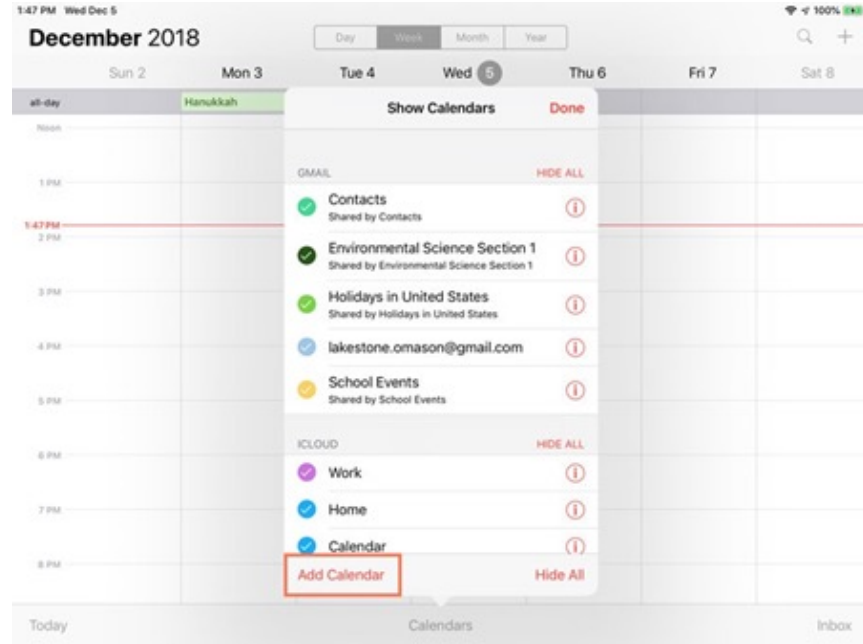 1:47 PM Wed Dec 5 100%
December 2018 Day Week Month Year
Sun 2 Mon 3 Tue 4 Wed 5 Thu 6 Fri 7 Sat 8
all-day Hanukkah
Show Calendars Done
Noon
GMAIL HIDE ALL
1 PM
Contacts
Shared by Contacts
1:47 PM
2 PM
Environmental Science Section 1
Shared by Environmental Science Section 1
3 PM
Holidays in United States
Shared by Holidays in United States
4 PM
lakestone.omason@gmail.com
School Events
Shared by School Events
5 PM
ICLOUD HIDE ALL
6 PM
Work
7 PM Home
Calendar
8 PM
Add Calendar Hide All
Today Calendars Inbox